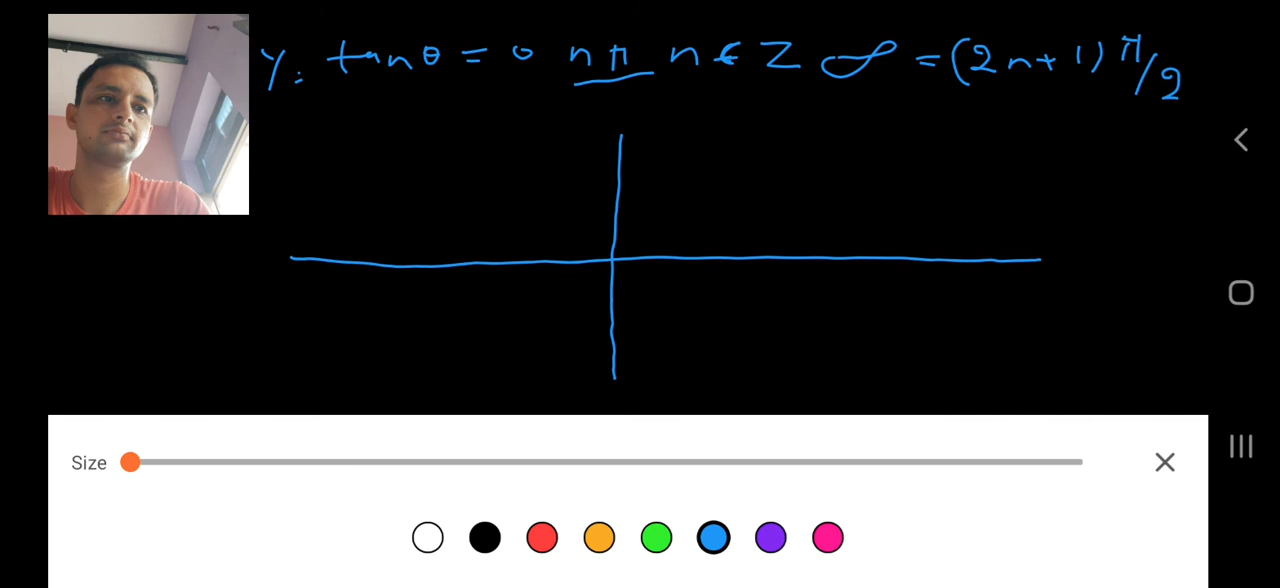 y = tanθ = 0 nπ n ∈ Z ∞ = (2n+1)π/2
Size